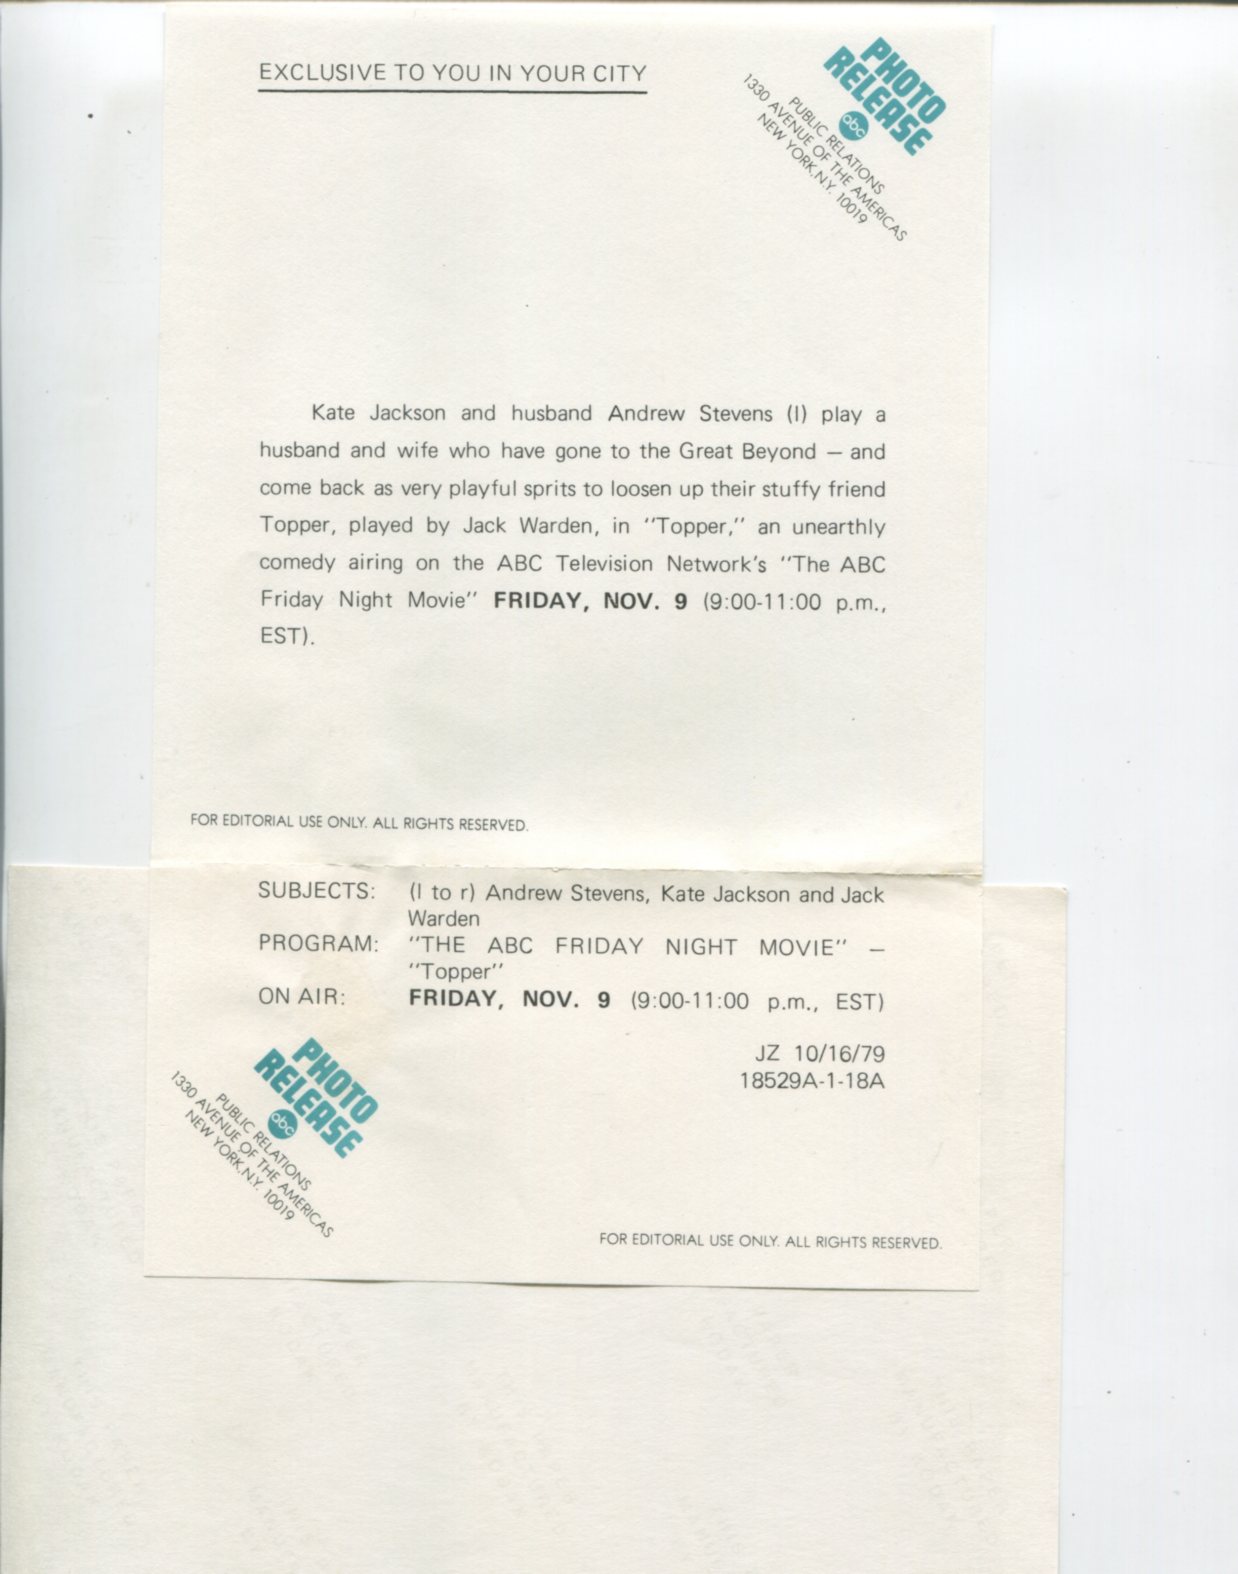 EXCLUSIVE TO YOU IN YOUR CITY
PHOTO
RELEASE
abc
PUBLIC RELATIONS
1330 AVENUE OF THE AMERICAS
NEW YORK, N.Y. 10019
Kate Jackson and husband Andrew Stevens (l) play a
husband and wife who have gone to the Great Beyond — and
come back as very playful sprits to loosen up their stuffy friend
Topper, played by Jack Warden, in "Topper," an unearthly
comedy airing on the ABC Television Network's "The ABC
Friday Night Movie" FRIDAY, NOV. 9 (9:00-11:00 p.m.,
EST).
FOR EDITORIAL USE ONLY. ALL RIGHTS RESERVED.
SUBJECTS: (l to r) Andrew Stevens, Kate Jackson and Jack
Warden
PROGRAM: "THE ABC FRIDAY NIGHT MOVIE" —
"Topper"
ON AIR: FRIDAY, NOV. 9 (9:00-11:00 p.m., EST)
JZ 10/16/79
18529A-1-18A
PHOTO
RELEASE
abc
PUBLIC RELATIONS
1330 AVENUE OF THE AMERICAS
NEW YORK, N.Y. 10019
FOR EDITORIAL USE ONLY. ALL RIGHTS RESERVED.